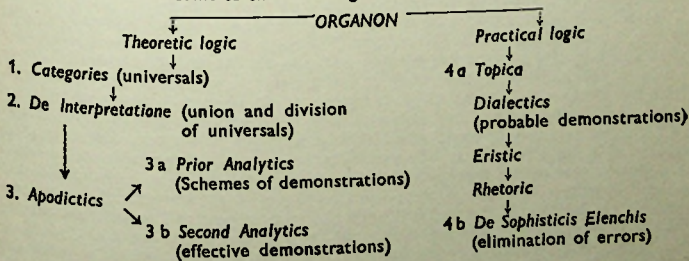 ORGANON
Theoretic logic
1. Categories (universals)
2. De Interpretatione (union and division
of universals)
3. Apodictics
3a Prior Analytics
(Schemes of demonstrations)
3b Second Analytics
(effective demonstrations)
Practical logic
4a Topica
Dialectics
(probable demonstrations)
Eristic
Rhetoric
4b De Sophisticis Elenchis
(elimination of errors)